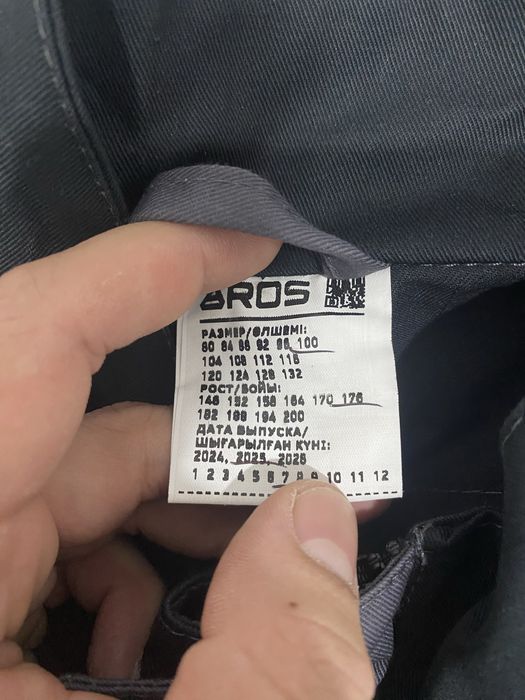 BROS
РАЗМЕР/ӨЛШЕМІ:
80 84 88 92 96 100
104 108 112 116
120 124 128 132
РОСТ/БОЙЫ:
146 152 158 164 170 176
182 188 194 200
ДАТА ВЫПУСКА/
ШЫҒАРЫЛҒАН КҮНІ:
2024, 2025, 2026
1 2 3 4 5 6 7 8 9 10 11 12